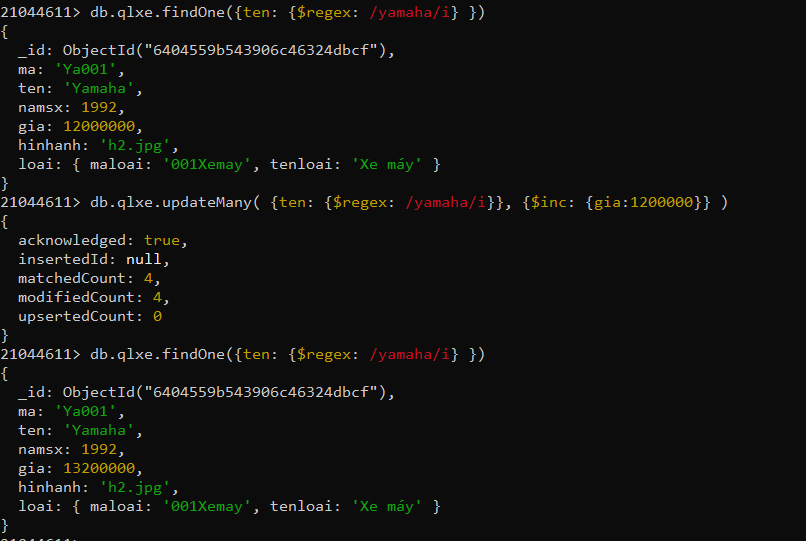 21044611> db.qlxe.findOne({ten: {$regex: /yamaha/i} })
{
  _id: ObjectId("6404559b543906c46324dbcf"),
  ma: 'Ya001',
  ten: 'Yamaha',
  namsx: 1992,
  gia: 12000000,
  hinhanh: 'h2.jpg',
  loai: { maloai: '001Xemay', tenloai: 'Xe máy' }
}
21044611> db.qlxe.updateMany( {ten: {$regex: /yamaha/i}}, {$inc: {gia:1200000}} )
{
  acknowledged: true,
  insertedId: null,
  matchedCount: 4,
  modifiedCount: 4,
  upsertedCount: 0
}
21044611> db.qlxe.findOne({ten: {$regex: /yamaha/i} })
{
  _id: ObjectId("6404559b543906c46324dbcf"),
  ma: 'Ya001',
  ten: 'Yamaha',
  namsx: 1992,
  gia: 13200000,
  hinhanh: 'h2.jpg',
  loai: { maloai: '001Xemay', tenloai: 'Xe máy' }
}
21044611>